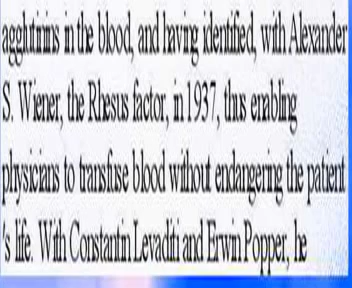 agglutinins in the blood, and having identified, with Alexander
S. Wiener, the Rhesus factor, in 1937, thus enabling
physicians to transfuse blood without endangering the patient
's life. With Constantin Levaditi and Erwin Popper, he